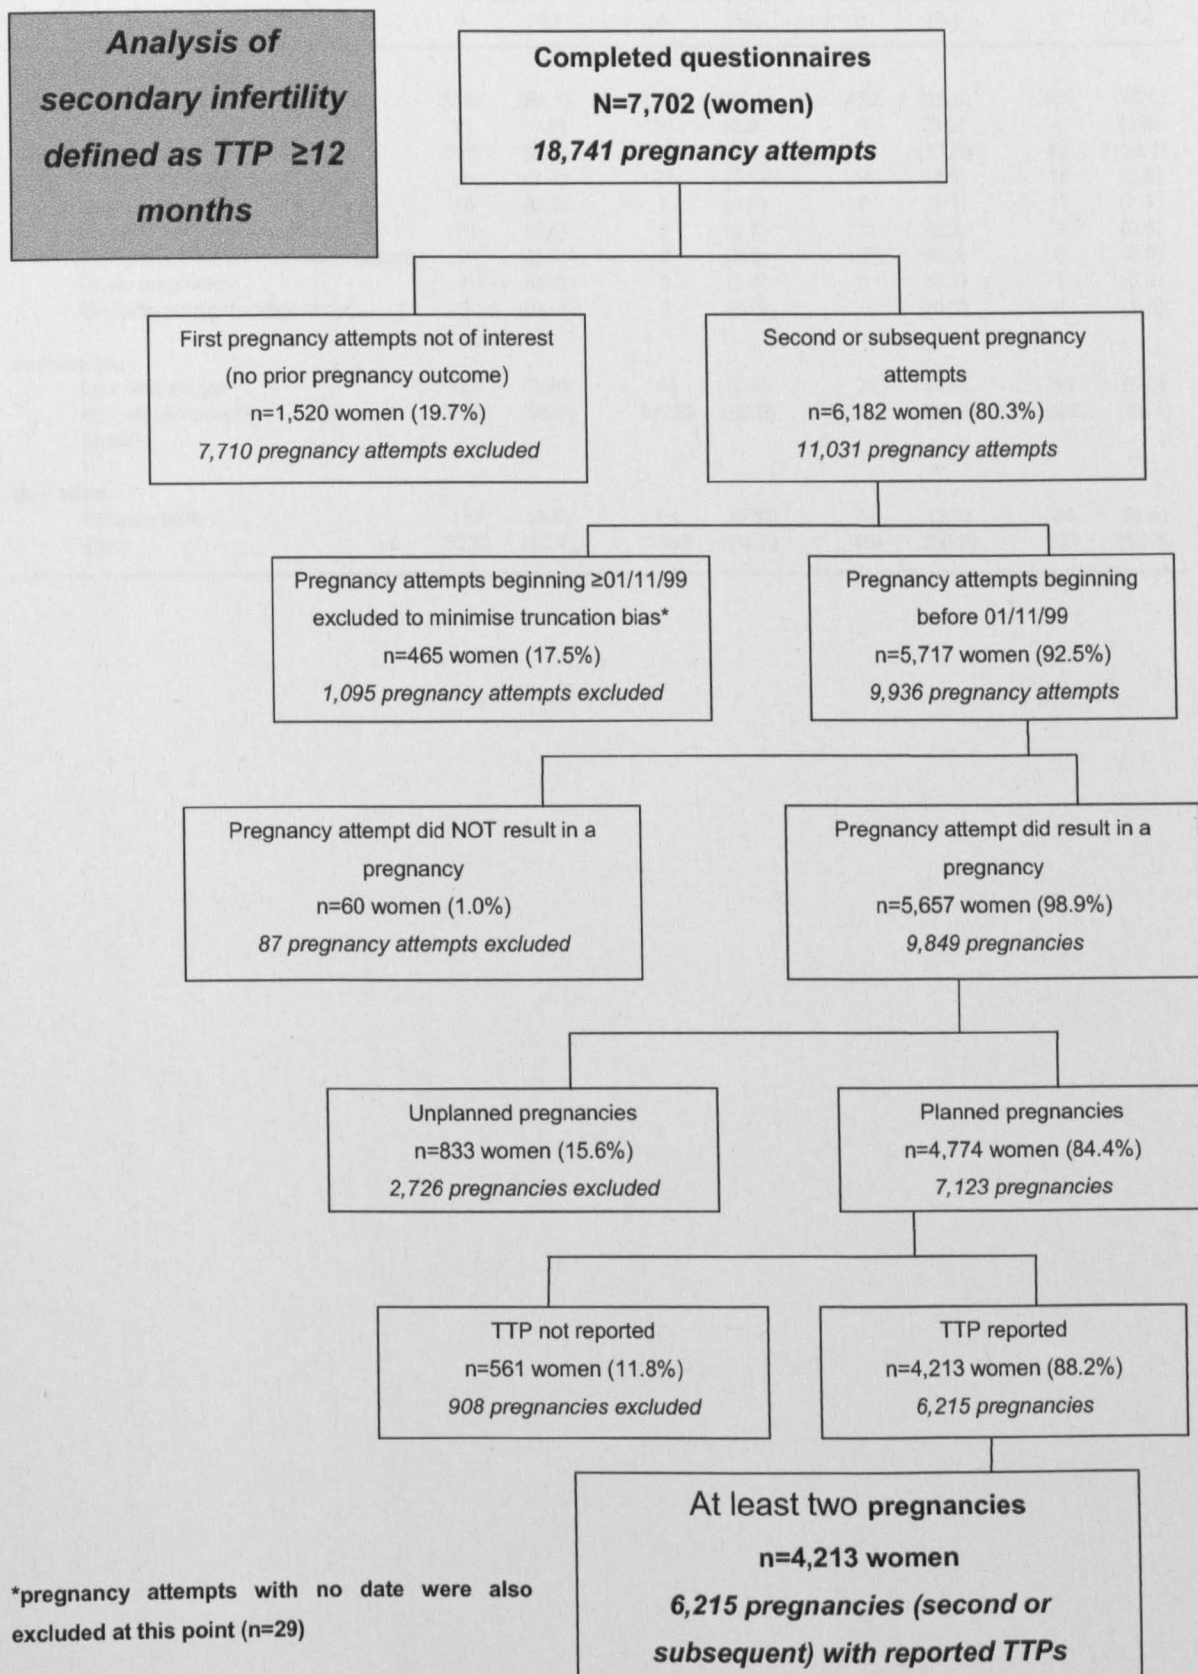 Analysis of
secondary infertility
defined as TTP ≥12
months
Completed questionnaires
N=7,702 (women)
18,741 pregnancy attempts
First pregnancy attempts not of interest
(no prior pregnancy outcome)
n=1,520 women (19.7%)
7,710 pregnancy attempts excluded
Second or subsequent pregnancy
attempts
n=6,182 women (80.3%)
11,031 pregnancy attempts
Pregnancy attempts beginning ≥01/11/99
excluded to minimise truncation bias*
n=465 women (17.5%)
1,095 pregnancy attempts excluded
Pregnancy attempts beginning
before 01/11/99
n=5,717 women (92.5%)
9,936 pregnancy attempts
Pregnancy attempt did NOT result in a
pregnancy
n=60 women (1.0%)
87 pregnancy attempts excluded
Pregnancy attempt did result in a
pregnancy
n=5,657 women (98.9%)
9,849 pregnancies
Unplanned pregnancies
n=833 women (15.6%)
2,726 pregnancies excluded
Planned pregnancies
n=4,774 women (84.4%)
7,123 pregnancies
TTP not reported
n=561 women (11.8%)
908 pregnancies excluded
TTP reported
n=4,213 women (88.2%)
6,215 pregnancies
At least two pregnancies
n=4,213 women
6,215 pregnancies (second or
subsequent) with reported TTPs
*pregnancy attempts with no date were also
excluded at this point (n=29)